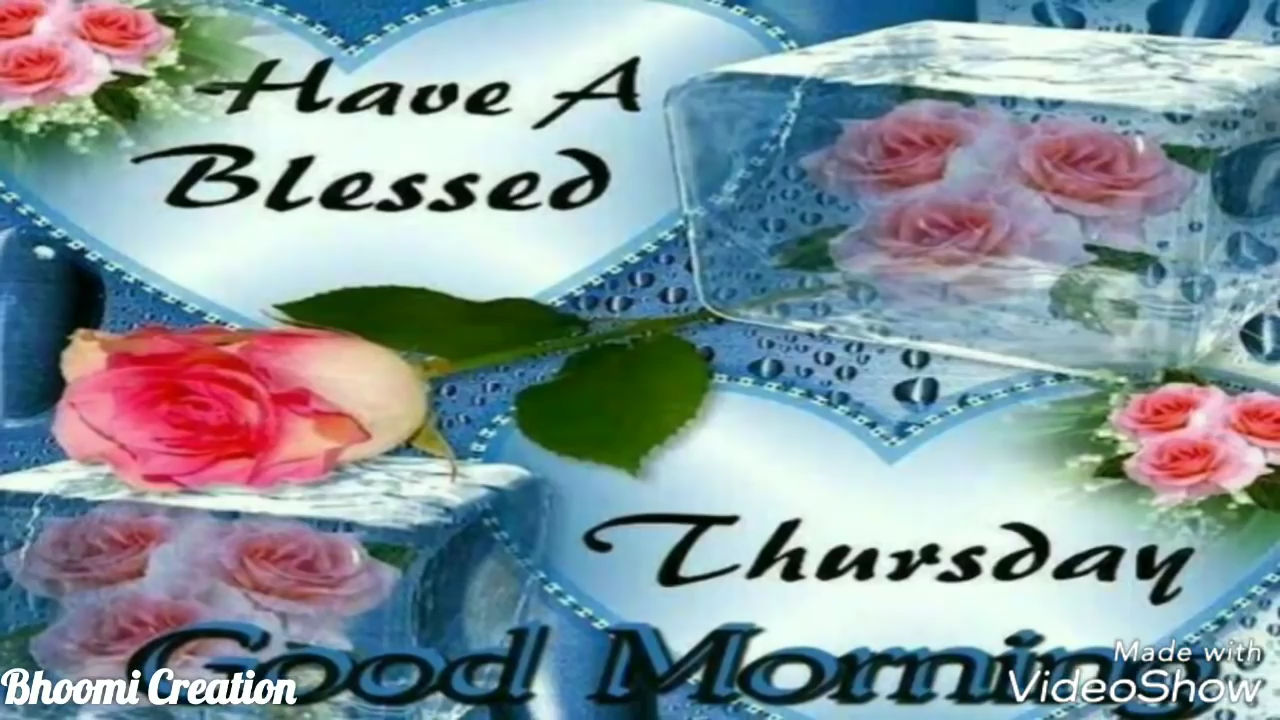 Have A
Blessed
Thursday
Good Morning
Bhoomi Creation
Made with
VideoShow